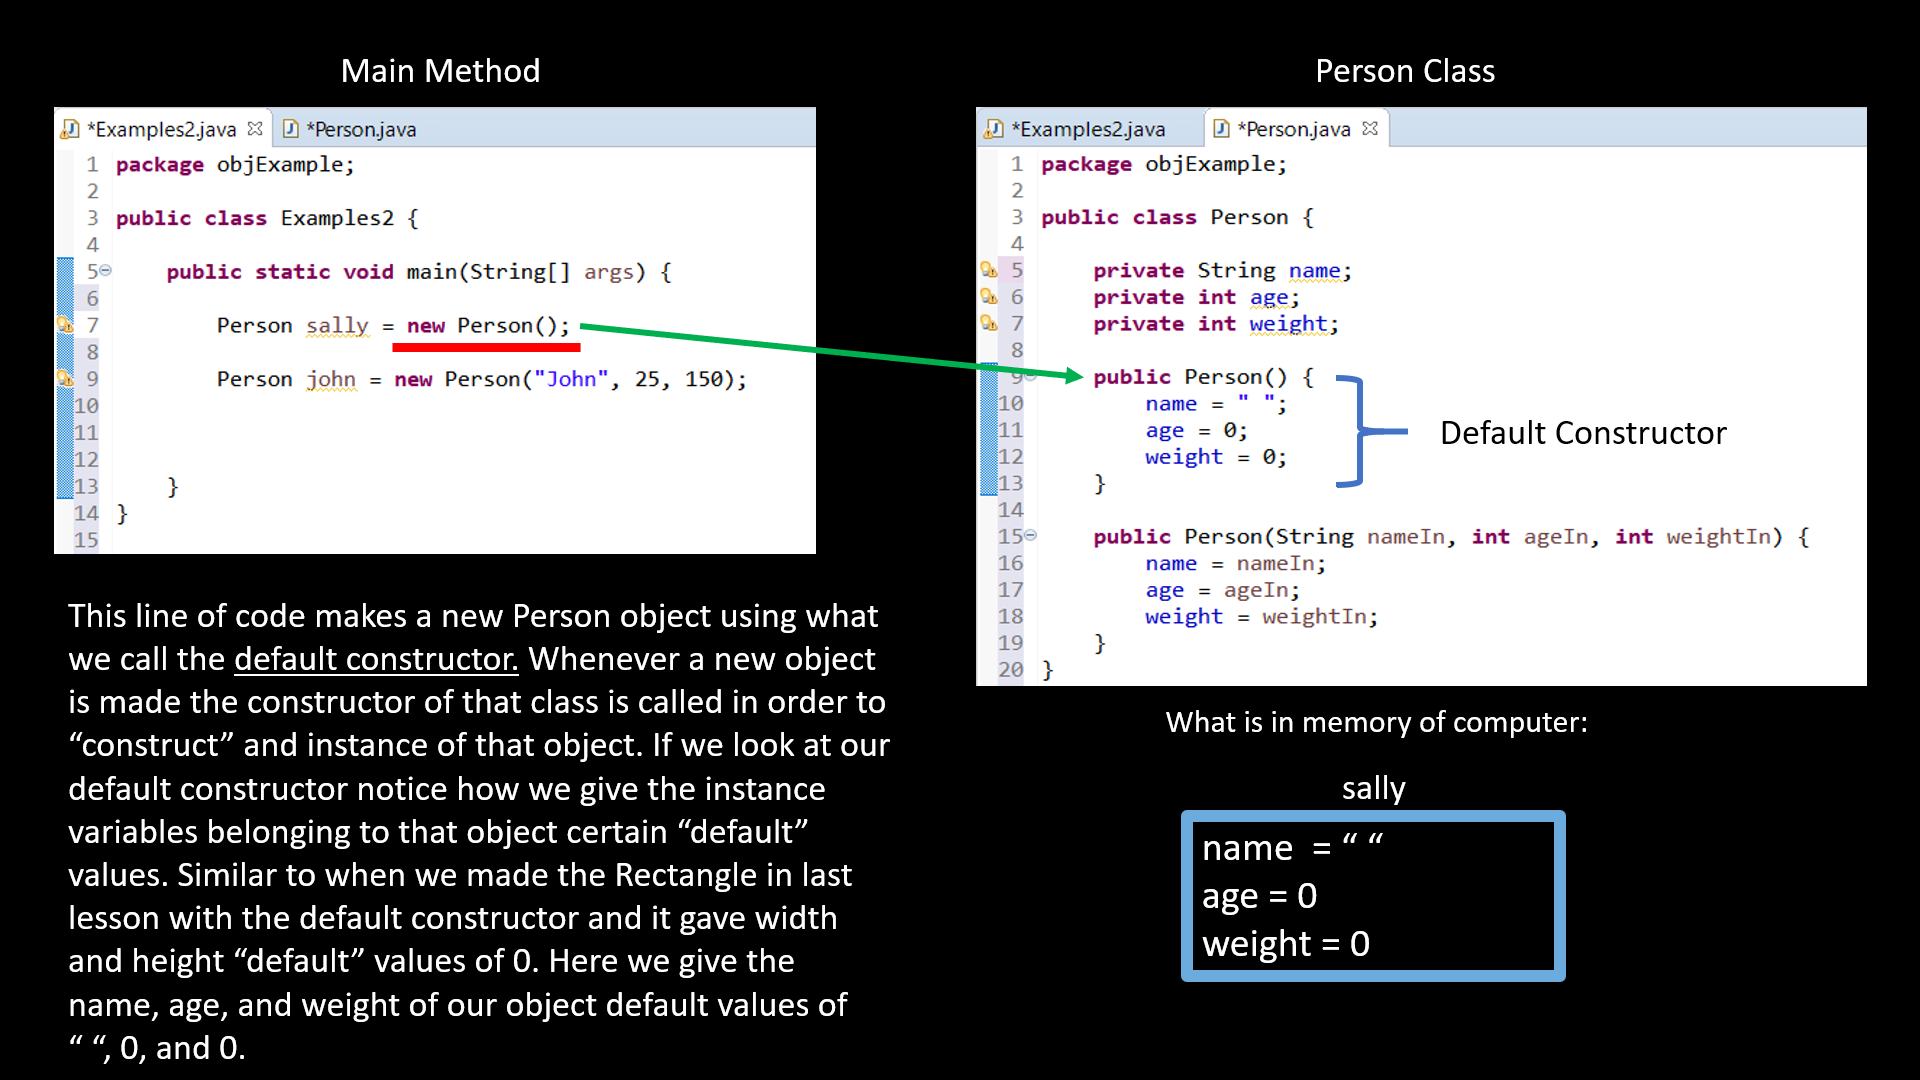 Main Method
*Examples2.java
*Person.java
1 package objExample;
2
3 public class Examples2 {
4
5 public static void main(String[] args) {
6
7 Person sally = new Person();
8
9 Person john = new Person("John", 25, 150);
10
11
12
13 }
14 }
15
This line of code makes a new Person object using what
we call the default constructor. Whenever a new object
is made the constructor of that class is called in order to
“construct” and instance of that object. If we look at our
default constructor notice how we give the instance
variables belonging to that object certain “default”
values. Similar to when we made the Rectangle in last
lesson with the default constructor and it gave width
and height “default” values of 0. Here we give the
name, age, and weight of our object default values of
“ “, 0, and 0.
Person Class
*Examples2.java
*Person.java
1 package objExample;
2
3 public class Person {
4
5 private String name;
6 private int age;
7 private int weight;
8
9 public Person() {
10 name = " ";
11 age = 0;
12 weight = 0;
13 }
14
15 public Person(String nameIn, int ageIn, int weightIn) {
16 name = nameIn;
17 age = ageIn;
18 weight = weightIn;
19 }
20 }
Default Constructor
What is in memory of computer:
sally
name = “ “
age = 0
weight = 0